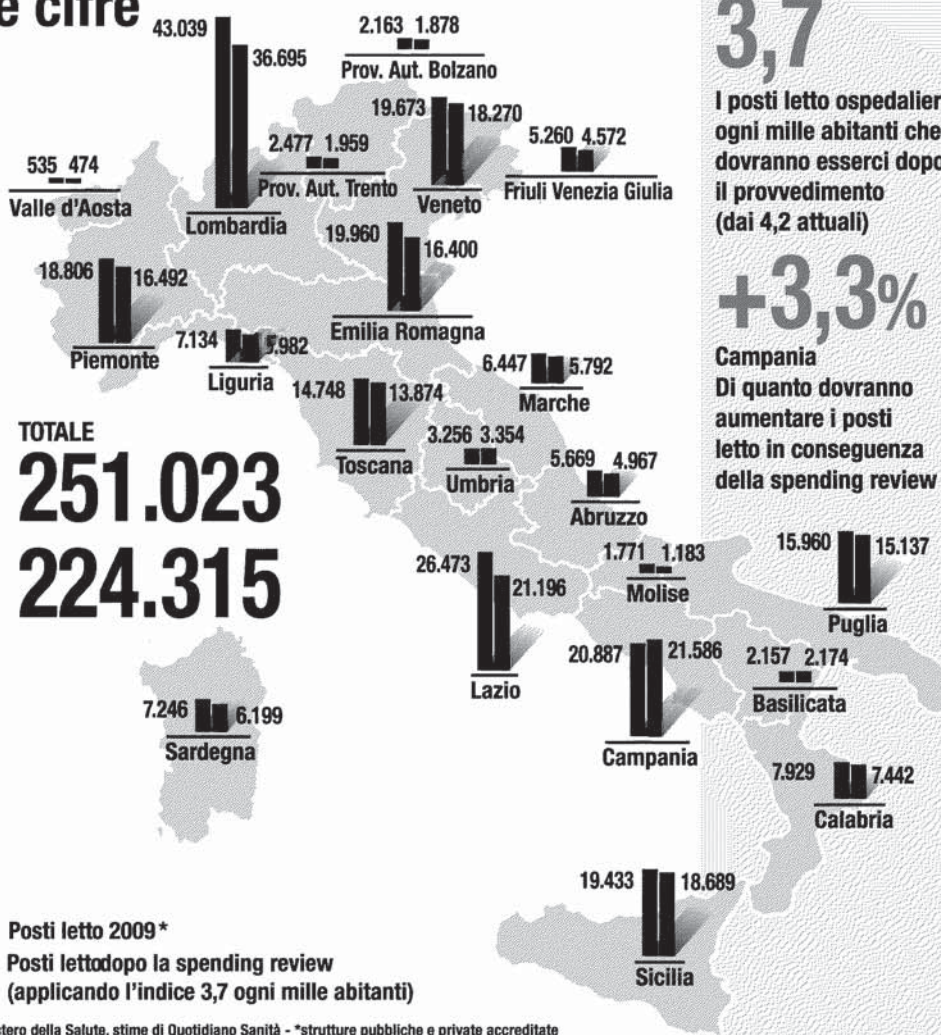 e cifre
43.039
36.695
Lombardia
2.163 1.878
Prov. Aut. Bolzano
2.477 1.959
Prov. Aut. Trento
19.673
18.270
Veneto
5.260 4.572
Friuli Venezia Giulia
535 474
Valle d'Aosta
18.806
16.492
Piemonte
7.134
5.982
Liguria
19.960
16.400
Emilia Romagna
14.748
13.874
Toscana
6.447
5.792
Marche
3.256 3.354
Umbria
5.669 4.967
Abruzzo
TOTALE
251.023
224.315
26.473
21.196
Lazio
1.771 1.183
Molise
15.960
15.137
Puglia
20.887
21.586
Campania
2.157 2.174
Basilicata
7.246
6.199
Sardegna
7.929
7.442
Calabria
19.433
18.689
Sicilia
3,7
I posti letto ospedalier
ogni mille abitanti che
dovranno esserci dopo
il provvedimento
(dai 4,2 attuali)
+3,3%
Campania
Di quanto dovranno
aumentare i posti
letto in conseguenza
della spending review
Posti letto 2009*
Posti lettodopo la spending review
(applicando l'indice 3,7 ogni mille abitanti)
stero della Salute, stime di Quotidiano Sanità - *strutture pubbliche e private accreditate